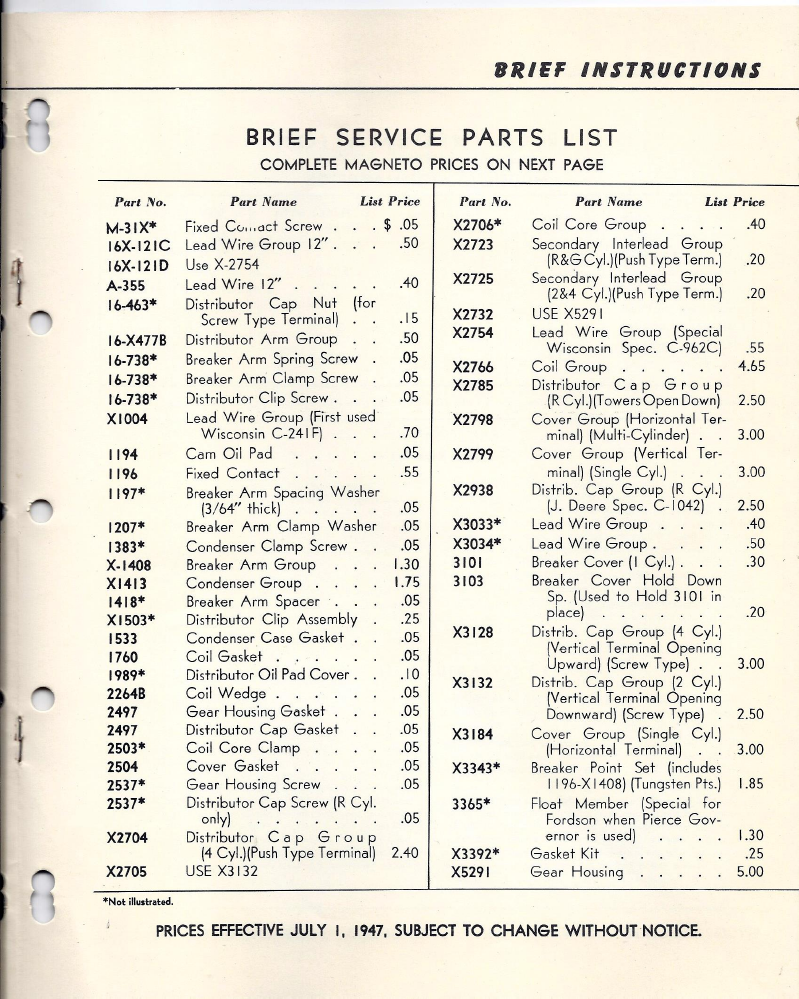 BRIEF INSTRUCTIONS
BRIEF SERVICE PARTS LIST
COMPLETE MAGNETO PRICES ON NEXT PAGE
Part No. Part Name List Price
M-31X* Fixed Contact Screw . . . $ .05
16X-121C Lead Wire Group 12″ . . . .50
16X-121D Use X-2754
A-355 Lead Wire 12″ . . . . . .40
16-463* Distributor Cap Nut (for
Screw Type Terminal) . . .15
16-X477B Distributor Arm Group . . .50
16-738* Breaker Arm Spring Screw . .05
16-738* Breaker Arm Clamp Screw . .05
16-738* Distributor Clip Screw . . . .05
X1004 Lead Wire Group (First used
Wisconsin C-241F) . . . .70
1194 Cam Oil Pad . . . . . .05
1196 Fixed Contact . . . . . .55
1197* Breaker Arm Spacing Washer
(3/64″ thick) . . . . . .05
1207* Breaker Arm Clamp Washer .05
1383* Condenser Clamp Screw . . .05
X-1408 Breaker Arm Group . . . 1.30
X1413 Condenser Group . . . . 1.75
1418* Breaker Arm Spacer . . . .05
X1503* Distributor Clip Assembly . .25
1533 Condenser Case Gasket . . .05
1760 Coil Gasket . . . . . . .05
1989* Distributor Oil Pad Cover . . .10
2264B Coil Wedge . . . . . . .05
2497 Gear Housing Gasket . . . .05
2497 Distributor Cap Gasket . . .05
2503* Coil Core Clamp . . . . .05
2504 Cover Gasket . . . . . .05
2537* Gear Housing Screw . . . .05
2537* Distributor Cap Screw (R Cyl.
only) . . . . . . . .05
X2704 Distributor Cap Group
(4 Cyl.)(Push Type Terminal) 2.40
X2705 USE X3132
Part No. Part Name List Price
X2706* Coil Core Group . . . . .40
X2723 Secondary Interlead Group
(R&G Cyl.)(Push Type Term.) .20
X2725 Secondary Interlead Group
(2&4 Cyl.)(Push Type Term.) .20
X2732 USE X5291
X2754 Lead Wire Group (Special
Wisconsin Spec. C-962C) .55
X2766 Coil Group . . . . . . 4.65
X2785 Distributor Cap Group
(R Cyl.)(Towers Open Down) 2.50
X2798 Cover Group (Horizontal Ter-
minal) (Multi-Cylinder) . . 3.00
X2799 Cover Group (Vertical Ter-
minal) (Single Cyl.) . . . 3.00
X2938 Distrib. Cap Group (R Cyl.)
(J. Deere Spec. C-1042) . 2.50
X3033* Lead Wire Group . . . . .40
X3034* Lead Wire Group . . . . .50
3101 Breaker Cover (1 Cyl.) . . . .30
3103 Breaker Cover Hold Down
Sp. (Used to Hold 3101 in
place) . . . . . . . .20
X3128 Distrib. Cap Group (4 Cyl.)
(Vertical Terminal Opening
Upward) (Screw Type) . . 3.00
X3132 Distrib. Cap Group (2 Cyl.)
(Vertical Terminal Opening
Downward) (Screw Type) . 2.50
X3184 Cover Group (Single Cyl.)
(Horizontal Terminal) . . 3.00
X3343* Breaker Point Set (includes
1196-X1408) (Tungsten Pts.) 1.85
3365* Float Member (Special for
Fordson when Pierce Gov-
ernor is used) . . . . 1.30
X3392* Gasket Kit . . . . . . .25
X5291 Gear Housing . . . . . 5.00
*Not illustrated.
PRICES EFFECTIVE JULY 1, 1947, SUBJECT TO CHANGE WITHOUT NOTICE.